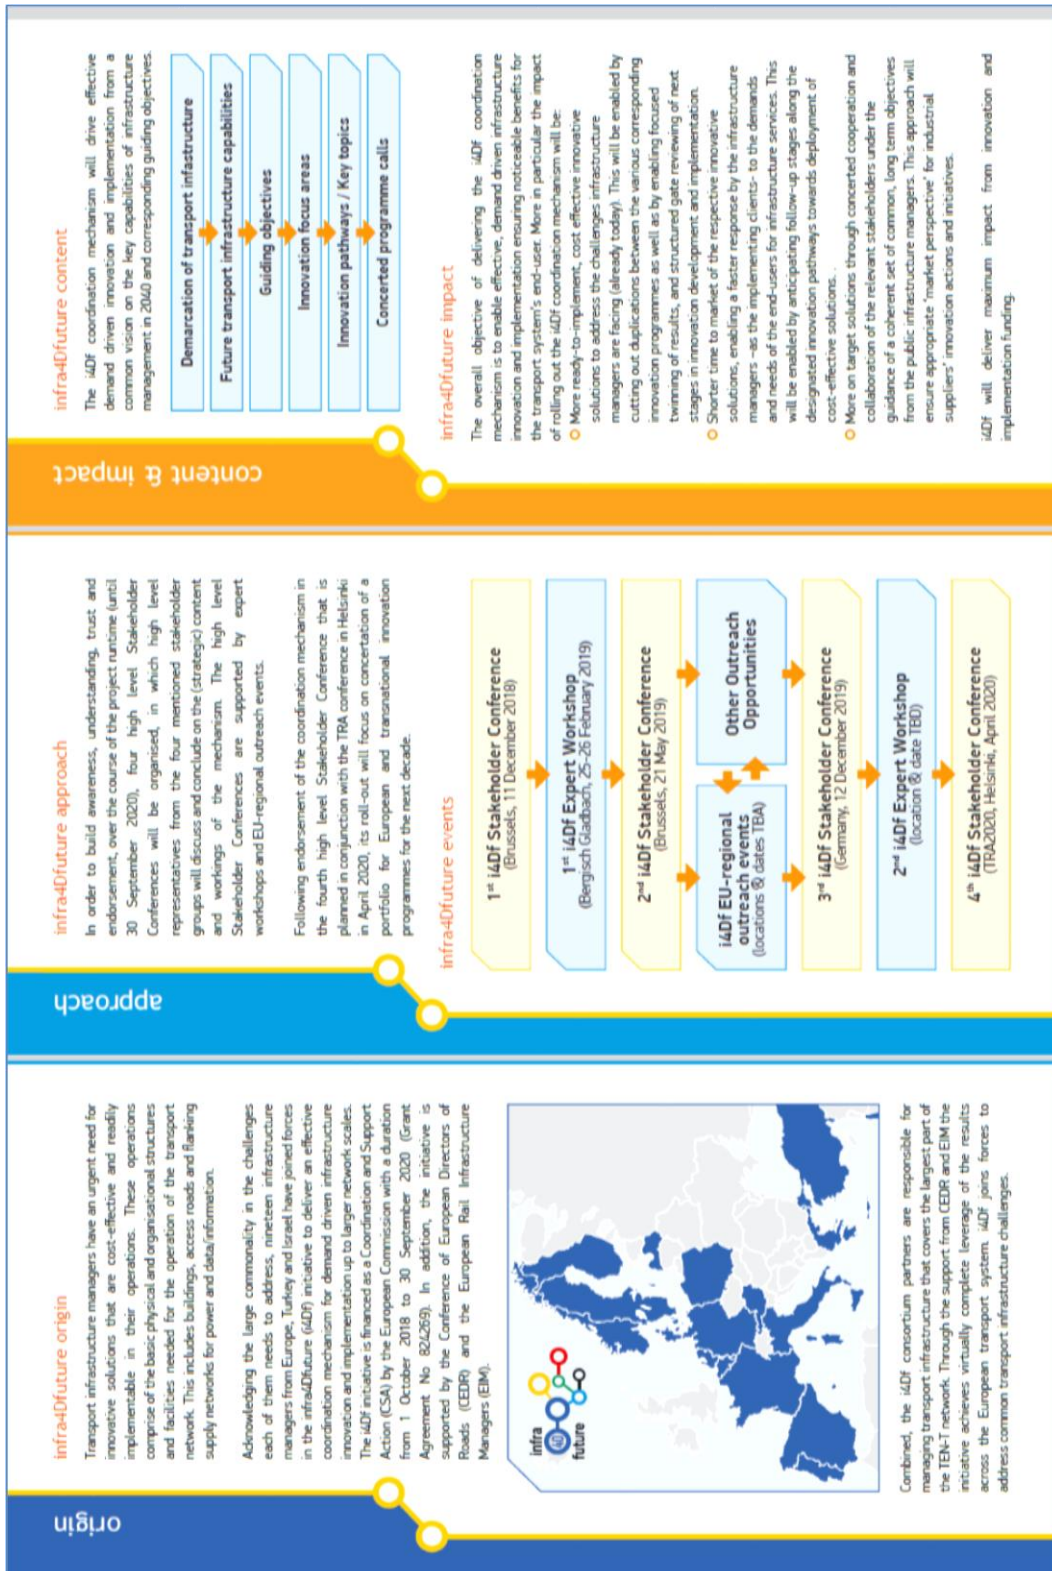 origin
infra4Dfuture origin
Transport infrastructure managers have an urgent need for
innovative solutions that are cost-effective and readily
implementable in their operations. These operations
comprise of the basic physical and organisational structures
and facilities needed for the operation of the transport
network. This includes buildings, access roads and flanking
supply networks for power and data/information.
Acknowledging the large commonality in the challenges
each of them needs to address, nineteen infrastructure
managers from Europe, Turkey and Israel have joined forces
in the infra4Dfuture (i4Df) initiative to deliver an effective
coordination mechanism for demand driven infrastructure
innovation and implementation up to larger network scales.
The i4Df initiative is financed as a Coordination and Support
Action (CSA) by the European Commission with a duration
from 1 October 2018 to 30 September 2020 (Grant
Agreement No 824269). In addition, the initiative is
supported by the Conference of European Directors of
Roads (CEDR) and the European Rail Infrastructure
Managers (EIM).
infra
4D
future
Combined, the i4Df consortium partners are responsible for
managing transport infrastructure that covers the largest part of
the TEN-T network. Through the support from CEDR and EIM the
initiative achieves virtually complete leverage of the results
across the European transport system. i4Df joins forces to
address common transport infrastructure challenges.
approach
infra4Dfuture approach
In order to build awareness, understanding, trust and
endorsement, over the course of the project runtime (until
30 September 2020), four high level Stakeholder
Conferences will be organised, in which high level
representatives from the four mentioned stakeholder
groups will discuss and conclude on the (strategic) content
and workings of the mechanism. The high level
Stakeholder Conferences are supported by expert
workshops and EU-regional outreach events.
Following endorsement of the coordination mechanism in
the fourth high level Stakeholder Conference that is
planned in conjunction with the TRA conference in Helsinki
in April 2020, its roll-out will focus on concertation of a
portfolio for European and transnational innovation
programmes for the next decade.
infra4Dfuture events
1st i4Df Stakeholder Conference
(Brussels, 11 December 2018)
1st i4Df Expert Workshop
(Bergisch Gladbach, 25-26 February 2019)
2nd i4Df Stakeholder Conference
(Brussels, 21 May 2019)
i4Df EU-regional
outreach events
(locations & dates TBA)
Other Outreach
Opportunities
3rd i4Df Stakeholder Conference
(Germany, 12 December 2019)
2nd i4Df Expert Workshop
(location & date TBD)
4th i4Df Stakeholder Conference
(TRA2020, Helsinki, April 2020)
content & impact
infra4Dfuture content
The i4Df coordination mechanism will drive effective
demand driven innovation and implementation from a
common vision on the key capabilities of infrastructure
management in 2040 and corresponding guiding objectives.
Demarcation of transport infastructure
Future transport infrastructure capabilities
Guiding objectives
Innovation focus areas
Innovation pathways / Key topics
Concerted programme calls
infra4Dfuture impact
The overall objective of delivering the i4Df coordination
mechanism is to enable effective, demand driven infrastructure
innovation and implementation ensuring noticeable benefits for
the transport system's end-user. More in particular the impact
of rolling out the i4Df coordination mechanism will be:
More ready-to-implement, cost effective innovative
solutions to address the challenges infrastructure
managers are facing (already today). This will be enabled by
cutting out duplications between the various corresponding
innovation programmes as well as by enabling focused
twinning of results, and structured gate reviewing of next
stages in innovation development and implementation.
Shorter time to market of the respective innovative
solutions, enabling a faster response by the infrastructure
managers –as the implementing clients- to the demands
and needs of the end-users for infrastructure services. This
will be enabled by anticipating follow-up stages along the
designated innovation pathways towards deployment of
cost-effective solutions. .
More on target solutions through concerted cooperation and
collaboration of the relevant stakeholders under the
guidance of a coherent set of common, long term objectives
from the public infrastructure managers. This approach will
ensure appropriate 'market perspective for industrial
suppliers' innovation actions and initiatives.
i4Df will deliver maximum impact from innovation and
implementation funding.